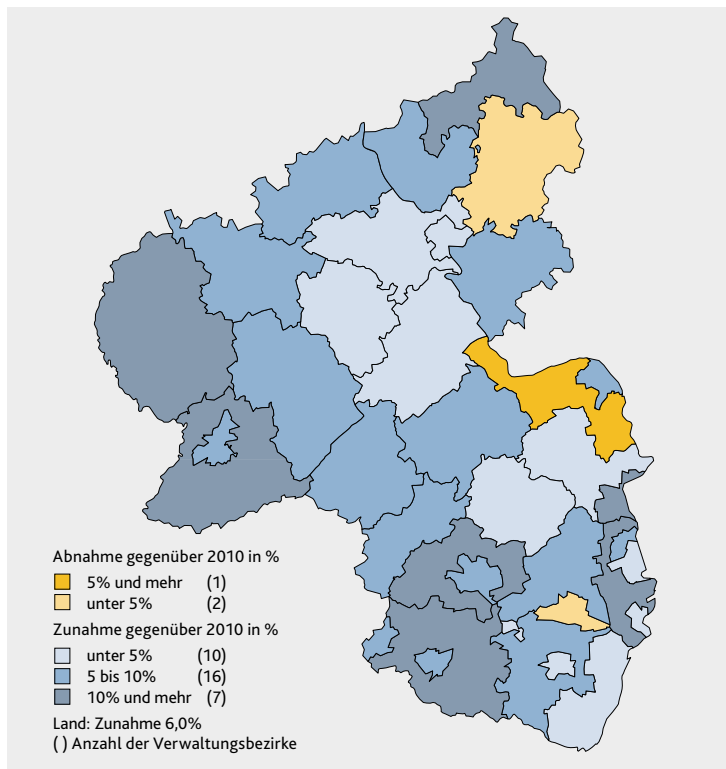 Abnahme gegenüber 2010 in %
5% und mehr (1)
unter 5% (2)
Zunahme gegenüber 2010 in %
unter 5% (10)
5 bis 10% (16)
10% und mehr (7)
Land: Zunahme 6,0%
( ) Anzahl der Verwaltungsbezirke